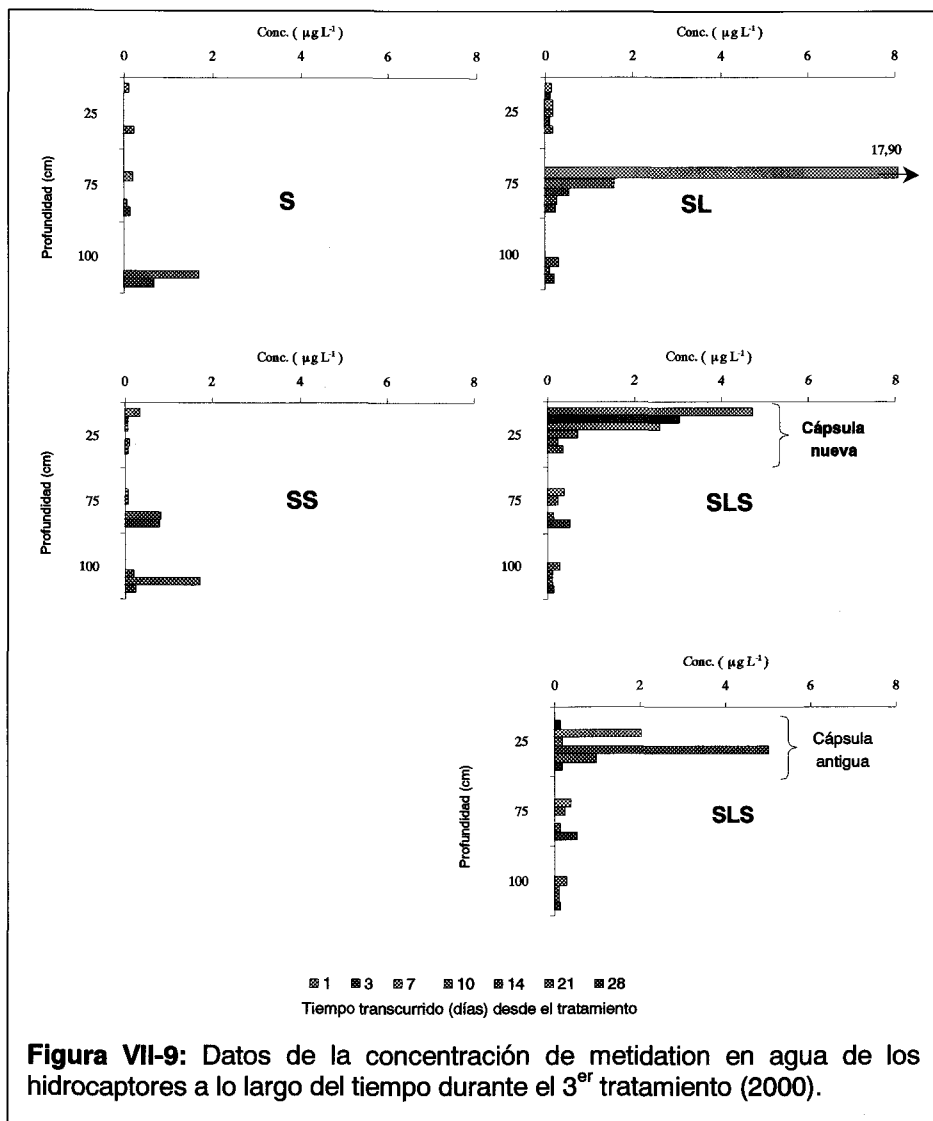 Conc. ( µg L-1)
0 2 4 6 8
Profundidad (cm)
25
75
100
S
Conc. ( µg L-1)
0 2 4 6 8
25
75
100
17,90
SL
Conc. ( µg L-1)
0 2 4 6 8
Profundidad (cm)
25
75
100
SS
Conc. ( µg L-1)
0 2 4 6 8
25
75
100
Cápsula
nueva
SLS
Conc. ( µg L-1)
0 2 4 6 8
Profundidad (cm)
25
75
100
Cápsula
antigua
SLS
1 3 7 10 14 21 28
Tiempo transcurrido (días) desde el tratamiento
Figura VII-9: Datos de la concentración de metidation en agua de los
hidrocaptores a lo largo del tiempo durante el 3er tratamiento (2000).